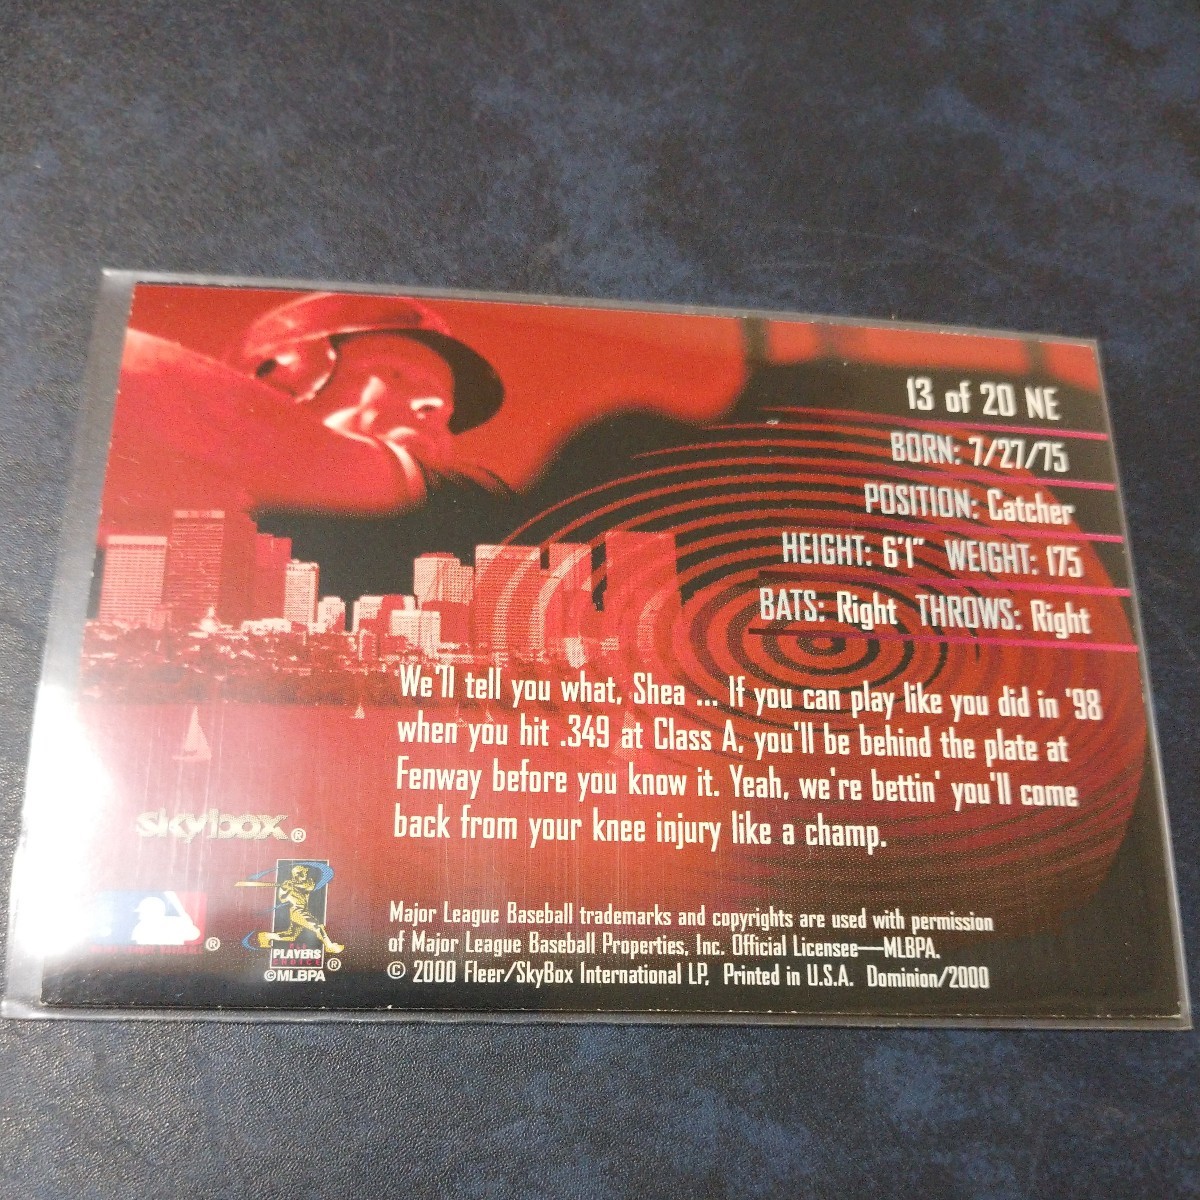 13 of 20 NE
BORN: 7/27/75
POSITION: Catcher
HEIGHT: 6'1" WEIGHT: 175
BATS: Right THROWS: Right
We'll tell you what, Shea ... If you can play like you did in '98
when you hit .349 at Class A, you'll be behind the plate at
Fenway before you know it. Yeah, we're bettin' you'll come
back from your knee injury like a champ.
skybox®
®
PLAYERS
CHOICE ®
©MLBPA
Major League Baseball trademarks and copyrights are used with permission
of Major League Baseball Properties, Inc. Official Licensee—MLBPA.
© 2000 Fleer/SkyBox International LP. Printed in U.S.A. Dominion/2000